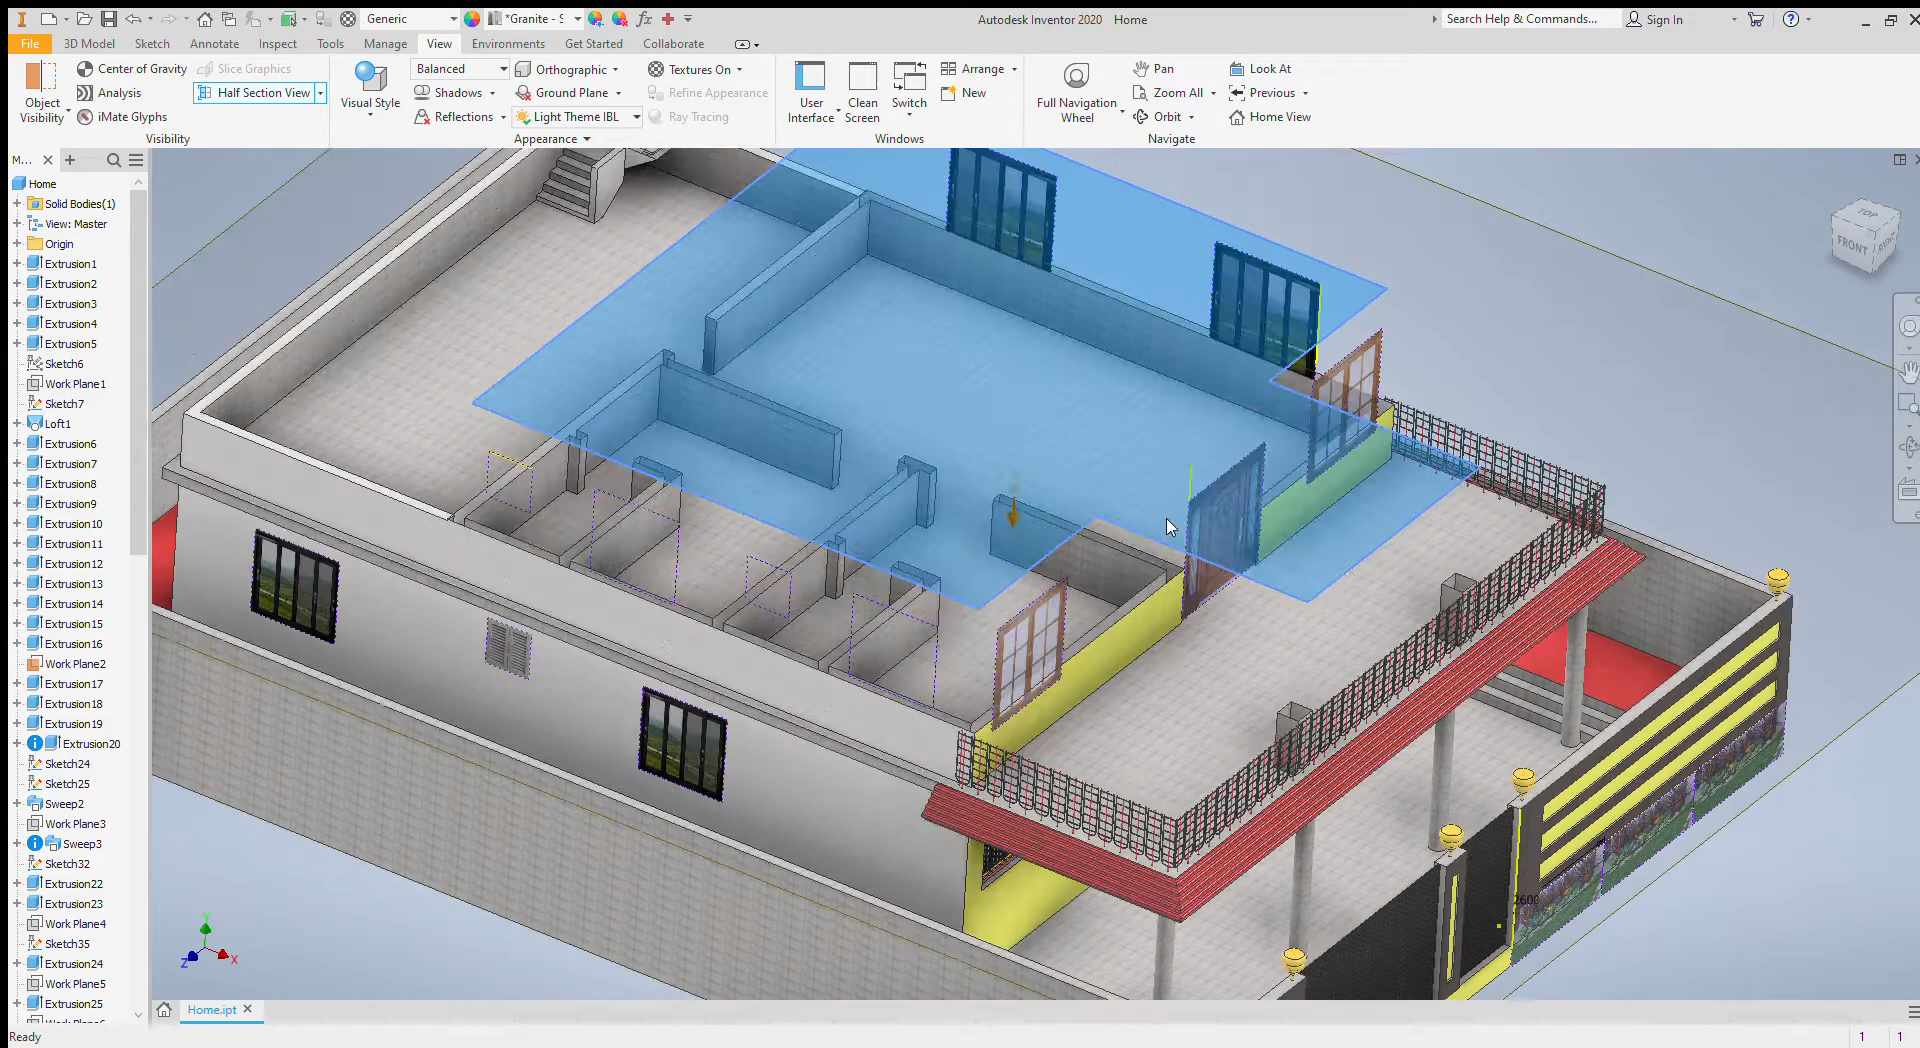 Generic
*Granite - S
fx
Autodesk Inventor 2020 Home
Search Help & Commands...
Sign In
File 3D Model Sketch Annotate Inspect Tools Manage View Environments Get Started Collaborate
Object Visibility
Center of Gravity
Analysis
iMate Glyphs
Slice Graphics
Half Section View
Visibility
Visual Style
Balanced
Shadows
Reflections
Orthographic
Ground Plane
Light Theme IBL
Textures On
Refine Appearance
Ray Tracing
Appearance
User Interface
Clean Screen
Switch
Arrange
New
Windows
Full Navigation Wheel
Pan
Zoom All
Orbit
Look At
Previous
Home View
Navigate
M...
Home
Solid Bodies(1)
View: Master
Origin
Extrusion1
Extrusion2
Extrusion3
Extrusion4
Extrusion5
Sketch6
Work Plane1
Sketch7
Loft1
Extrusion6
Extrusion7
Extrusion8
Extrusion9
Extrusion10
Extrusion11
Extrusion12
Extrusion13
Extrusion14
Extrusion15
Extrusion16
Work Plane2
Extrusion17
Extrusion18
Extrusion19
Extrusion20
Sketch24
Sketch25
Sweep2
Work Plane3
Sweep3
Sketch32
Extrusion22
Extrusion23
Work Plane4
Sketch35
Extrusion24
Work Plane5
Extrusion25
TOP
FRONT
RIGHT
2600
Y
Z
X
Home.ipt
Ready
1 1